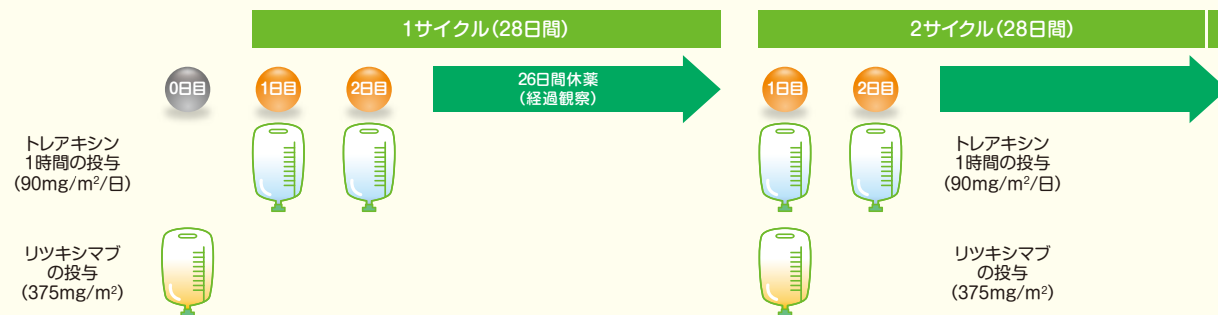 1サイクル(28日間)
2サイクル(28日間)
0日目
1日目
2日目
26日間休薬
(経過観察)
1日目
2日目
トレアキシン
1時間の投与
(90mg/m²/日)
トレアキシン
1時間の投与
(90mg/m²/日)
リツキシマブ
の投与
(375mg/m²)
リツキシマブ
の投与
(375mg/m²)